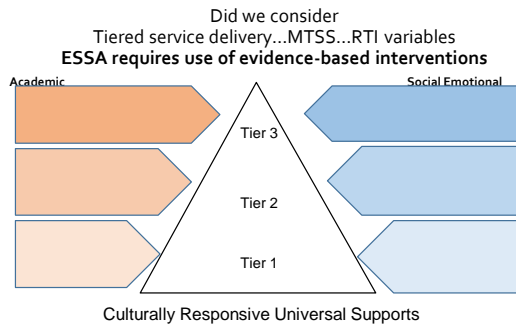 Did we consider
Tiered service delivery...MTSS...RTI variables
ESSA requires use of evidence-based interventions
Academic
Social Emotional
Tier 3
Tier 2
Tier 1
Culturally Responsive Universal Supports